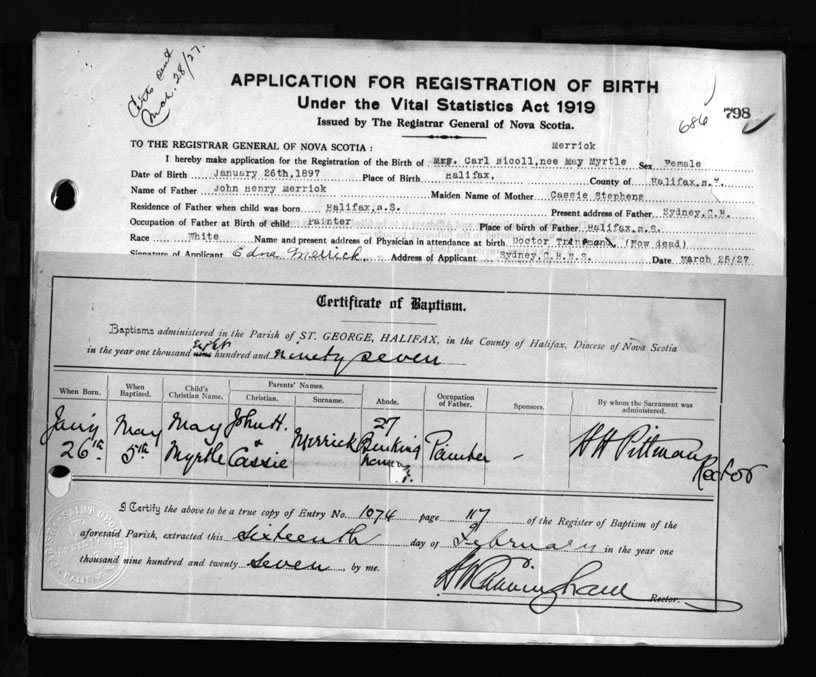 Certs sent
Mch. 28/27.
APPLICATION FOR REGISTRATION OF BIRTH
Under the Vital Statistics Act 1919
Issued by The Registrar General of Nova Scotia.
686
798
TO THE REGISTRAR GENERAL OF NOVA SCOTIA:
Merrick
I hereby make application for the Registration of the Birth of Mrs. Carl Nicoll, nee May Myrtle Sex Female
Date of Birth January 26th, 1897 Place of Birth Halifax, County of Halifax, N.S.
Name of Father John Henry Merrick Maiden Name of Mother Cassie Stephens
Residence of Father when child was born Halifax, N.S. Present address of Father Sydney, C.B.
Occupation of Father at Birth of child Painter Place of Birth of Father Halifax, N.S.
Race White Name and present address of Physician in attendance at birth Doctor (Now dead)
Signature of Applicant Edna Merrick Address of Applicant Sydney, C.B. N.S. Date March 25/27
Certificate of Baptism.
Baptisms administered in the Parish of ST. GEORGE, HALIFAX, in the County of Halifax, Diocese of Nova Scotia
in the year one thousand nine eight hundred and ninety seven
When Born. When Baptized. Child's Christian Name. Parents' Names. Christian. Surname. Abode. Occupation of Father. Sponsors. By whom the Sacrament was administered.
Jan'y 26th. May 5th May Myrtle John H. + Cassie Merrick 27 Painter - H H Pittman Rector
I Certify the above to be a true copy of Entry No. 1074 page 117 of the Register of Baptism of the
aforesaid Parish, extracted this sixteenth day of February in the year one
thousand nine hundred and twenty seven by me.
H W Cunningham Rector.